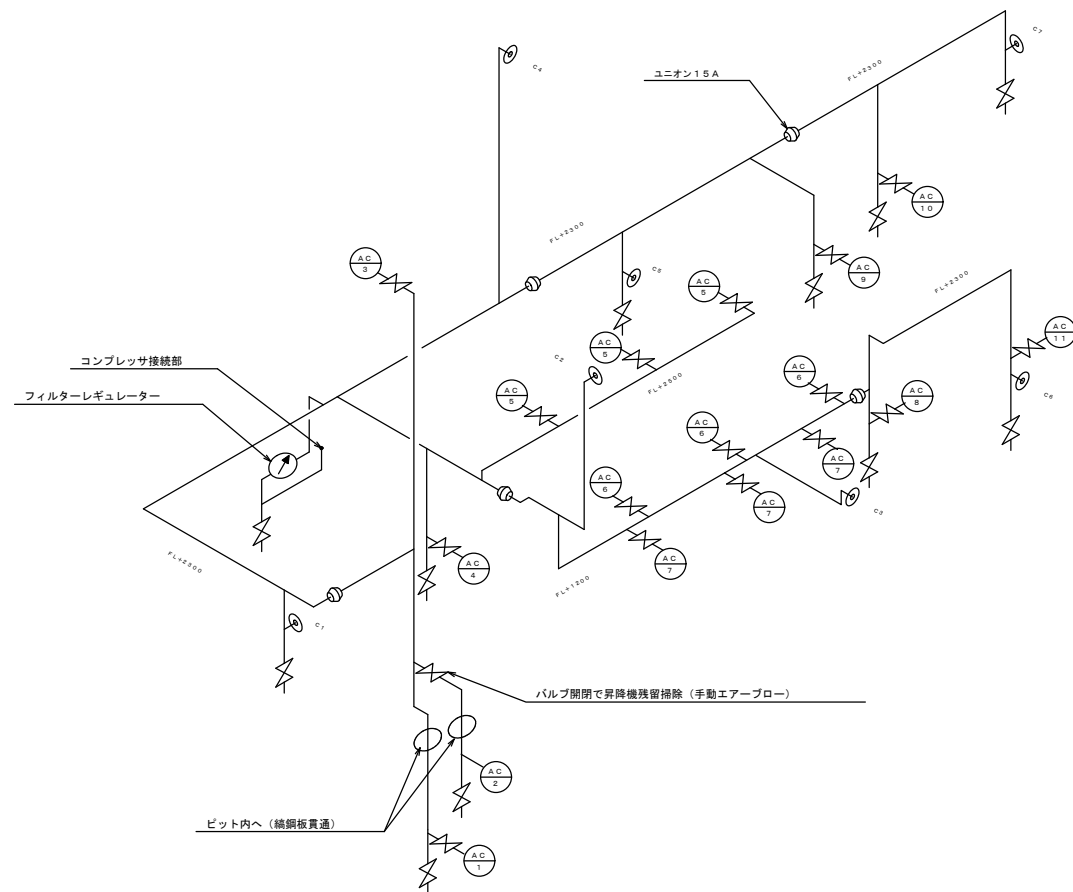 C7
C4
FL+2300
ユニオン15A
AC
10
FL+2300
AC
3
AC
9
C5
AC
5
FL+2300
AC
11
コンプレッサ接続部
C2
AC
5
AC
6
フィルターレギュレーター
AC
5
FL+2500
AC
8
C6
AC
6
AC
7
AC
6
AC
7
C3
AC
7
FL+2300
AC
4
FL+1200
C1
バルブ開閉で昇降機残留掃除（手動エアーブロー）
AC
2
ピット内へ（縞鋼板貫通）
AC
1